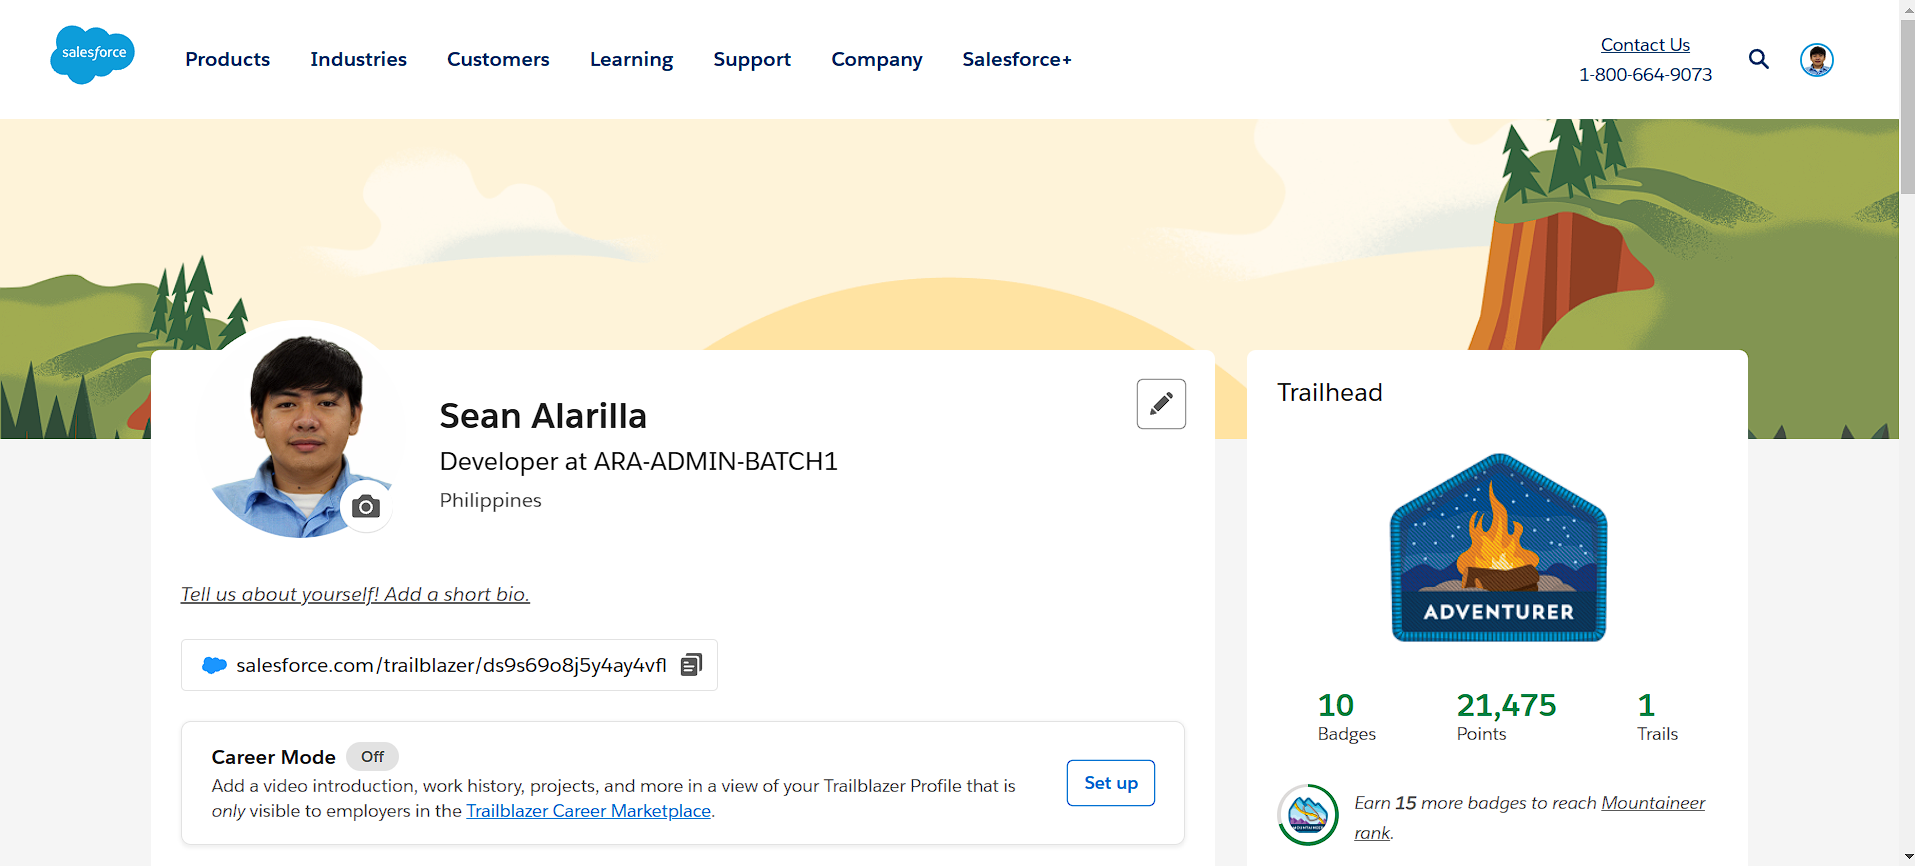 salesforce
Products
Industries
Customers
Learning
Support
Company
Salesforce+
Contact Us
1-800-664-9073
Sean Alarilla
Developer at ARA-ADMIN-BATCH1
Philippines
Tell us about yourself! Add a short bio.
salesforce.com/trailblazer/ds9s69o8j5y4ay4vfl
Career Mode Off
Add a video introduction, work history, projects, and more in a view of your Trailblazer Profile that is
only visible to employers in the Trailblazer Career Marketplace.
Set up
Trailhead
ADVENTURER
10
Badges
21,475
Points
1
Trails
MOUNTAINEER
Earn 15 more badges to reach Mountaineer
rank.